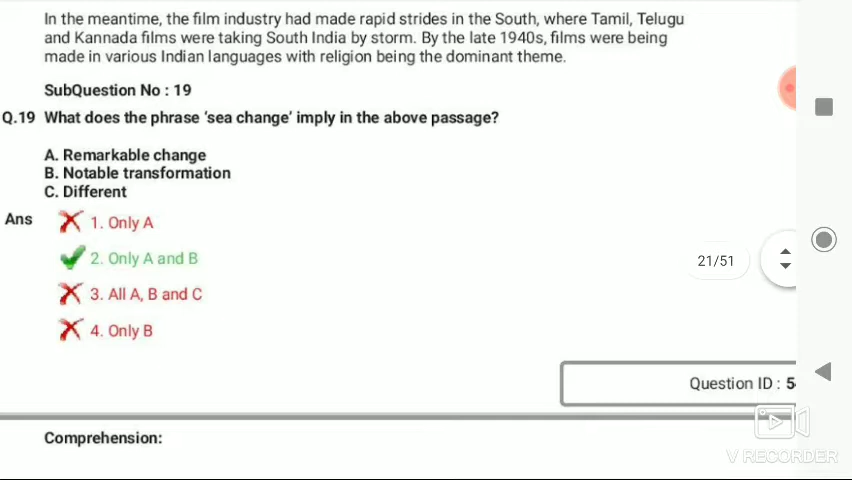 In the meantime, the film industry had made rapid strides in the South, where Tamil, Telugu
and Kannada films were taking South India by storm. By the late 1940s, films were being
made in various Indian languages with religion being the dominant theme.
SubQuestion No : 19
Q.19 What does the phrase ‘sea change’ imply in the above passage?
A. Remarkable change
B. Notable transformation
C. Different
Ans
1. Only A
2. Only A and B
3. All A, B and C
4. Only B
21/51
Question ID : 5
Comprehension:
V RECORDER